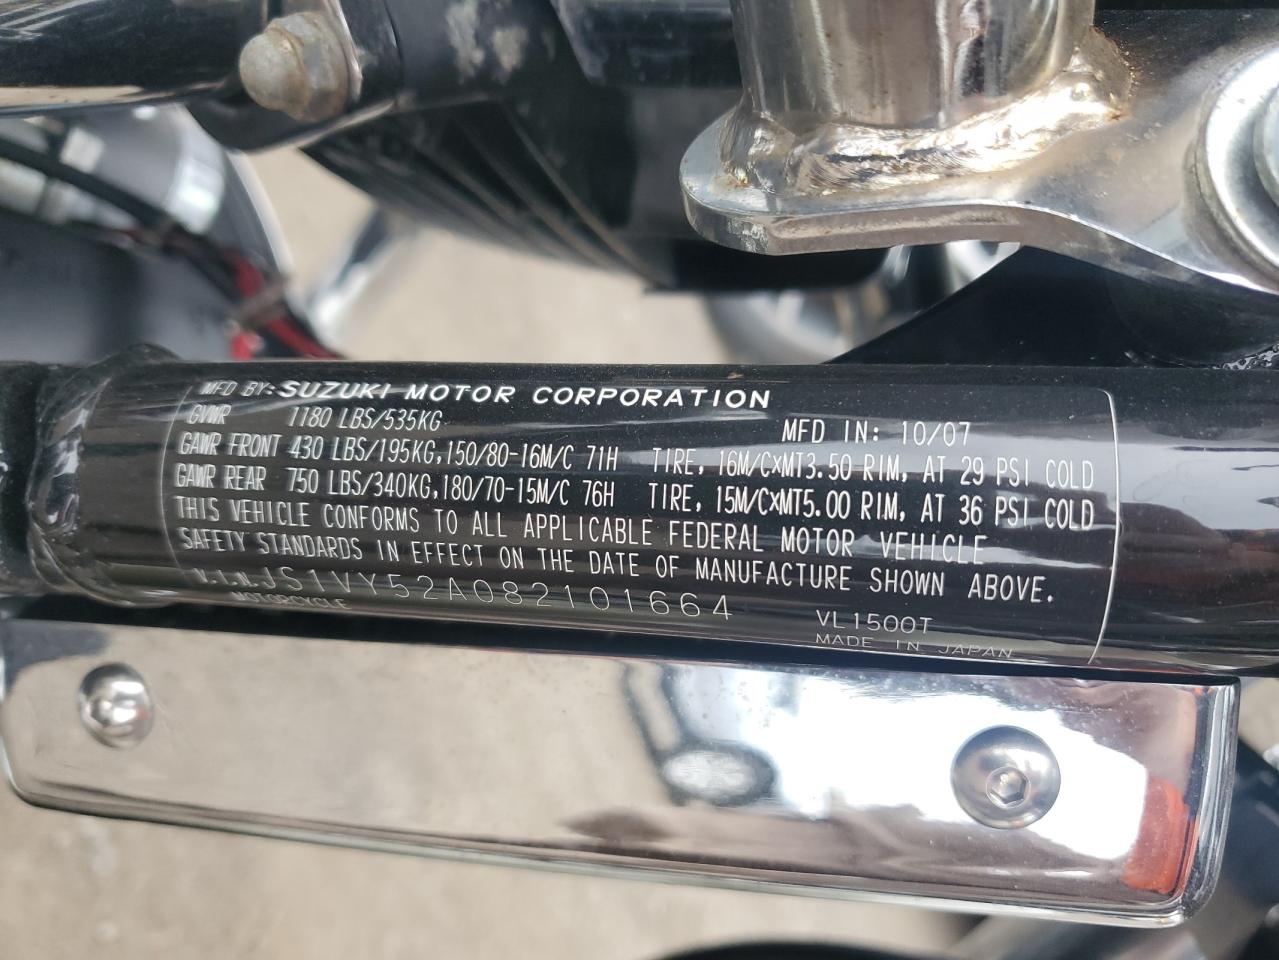 MFD BY: SUZUKI MOTOR CORPORATION
GVWR 1180 LBS/535KG MFD IN: 10/07
GAWR FRONT 430 LBS/195KG,150/80-16M/C 71H TIRE, 16M/CxMT3.50 RIM, AT 29 PSI COLD
GAWR REAR 750 LBS/340KG,180/70-15M/C 76H TIRE, 15M/CxMT5.00 RIM, AT 36 PSI COLD
THIS VEHICLE CONFORMS TO ALL APPLICABLE FEDERAL MOTOR VEHICLE
SAFETY STANDARDS IN EFFECT ON THE DATE OF MANUFACTURE SHOWN ABOVE.
V.I.N. JS1VY52A082101664 VL1500T
MOTORCYCLE MADE IN JAPAN